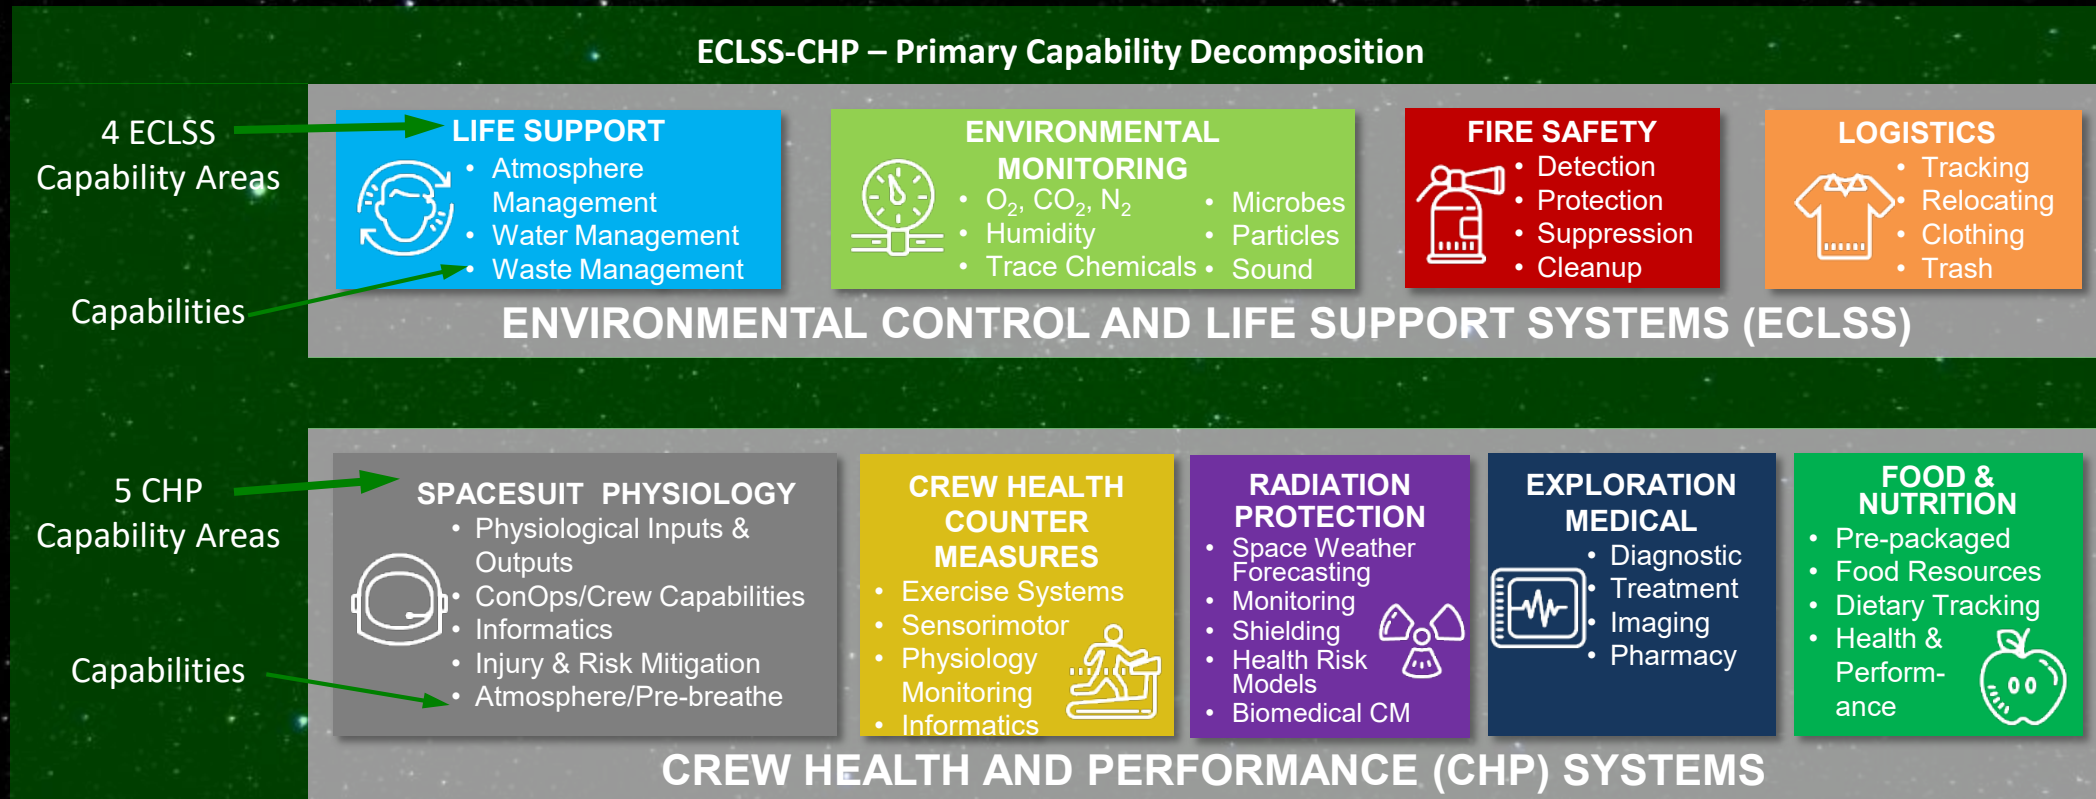 ECLSS-CHP – Primary Capability Decomposition
4 ECLSS
Capability Areas
Capabilities
LIFE SUPPORT
• Atmosphere
Management
• Water Management
• Waste Management
ENVIRONMENTAL
MONITORING
• O₂, CO₂, N₂
• Humidity
• Trace Chemicals
• Microbes
• Particles
• Sound
FIRE SAFETY
• Detection
• Protection
• Suppression
• Cleanup
LOGISTICS
• Tracking
• Relocating
• Clothing
• Trash
ENVIRONMENTAL CONTROL AND LIFE SUPPORT SYSTEMS (ECLSS)
5 CHP
Capability Areas
Capabilities
SPACESUIT PHYSIOLOGY
• Physiological Inputs &
Outputs
• ConOps/Crew Capabilities
• Informatics
• Injury & Risk Mitigation
• Atmosphere/Pre-breathe
CREW HEALTH
COUNTER
MEASURES
• Exercise Systems
• Sensorimotor
• Physiology
Monitoring
• Informatics
RADIATION
PROTECTION
• Space Weather
Forecasting
• Monitoring
• Shielding
• Health Risk
Models
• Biomedical CM
EXPLORATION
MEDICAL
• Diagnostic
• Treatment
• Imaging
• Pharmacy
FOOD &
NUTRITION
• Pre-packaged
• Food Resources
• Dietary Tracking
• Health &
Perform-
ance
CREW HEALTH AND PERFORMANCE (CHP) SYSTEMS